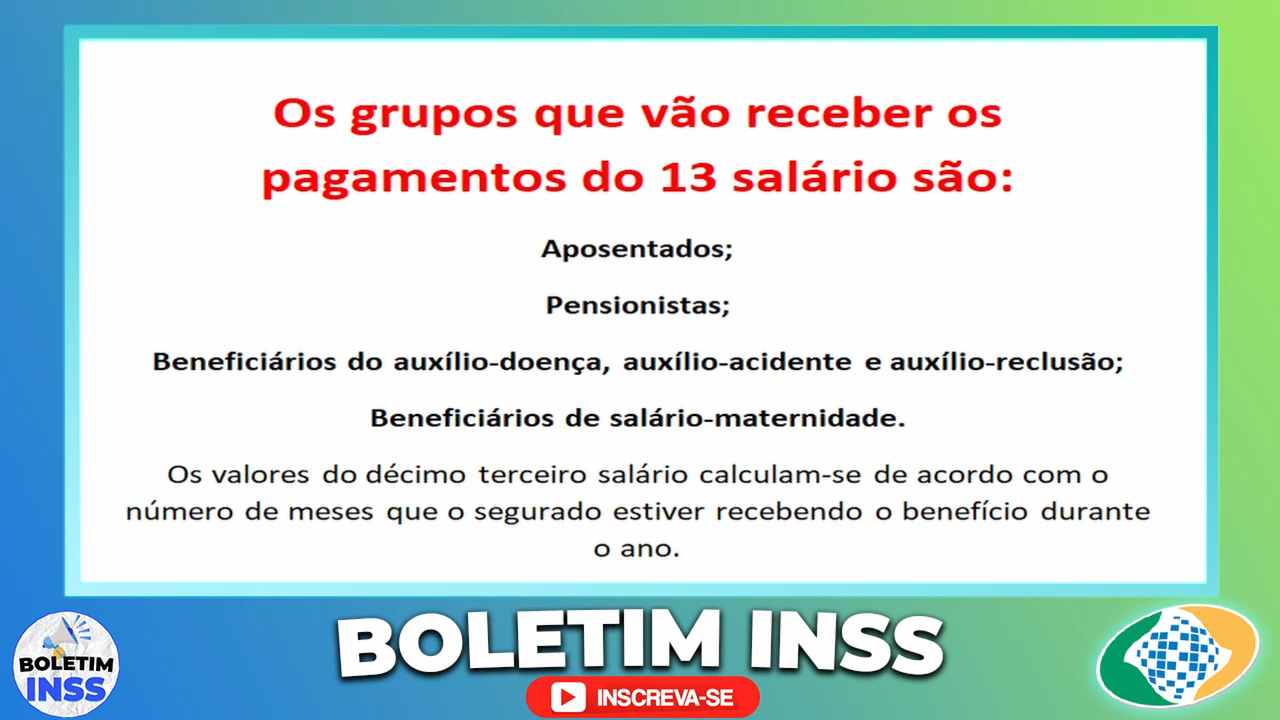 Os grupos que vão receber os
pagamentos do 13 salário são:
Aposentados;
Pensionistas;
Beneficiários do auxílio-doença, auxílio-acidente e auxílio-reclusão;
Beneficiários de salário-maternidade.
Os valores do décimo terceiro salário calculam-se de acordo com o
número de meses que o segurado estiver recebendo o benefício durante
o ano.
BOLETIM INSS
INSCREVA-SE
BOLETIM
INSS